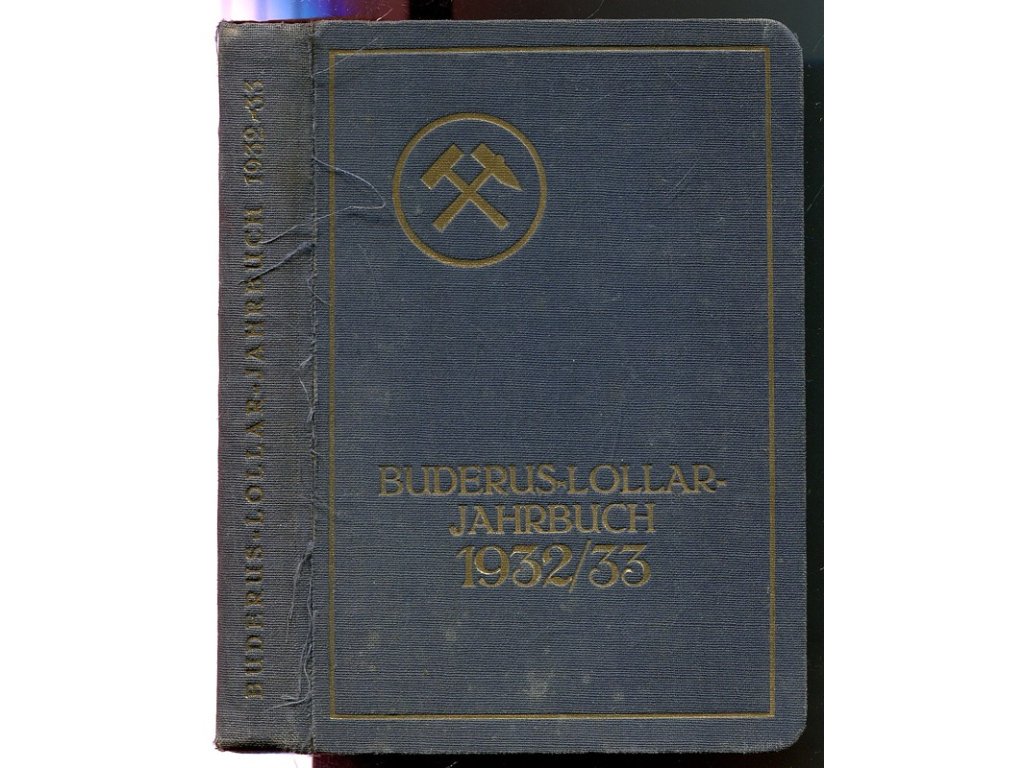 BUDERUS-LOLLAR-JAHRBUCH 1932-33
BUDERUS-LOLLAR-
JAHRBUCH
1932/33